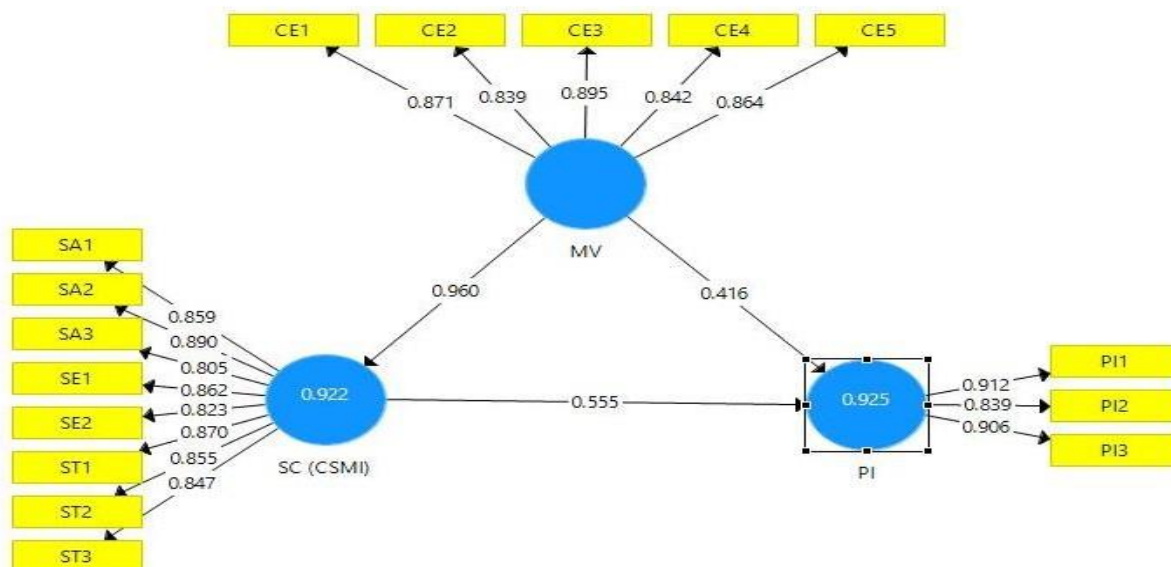 CE1 CE2 CE3 CE4 CE5
0.871 0.839 0.895 0.842 0.864
MV
SA1
SA2
SA3
SE1
SE2
ST1
ST2
ST3
0.960
0.416
0.859
0.890
0.805
0.862
0.823
0.870
0.855
0.847
0.922
SC (CSMI)
0.555
0.925
PI
0.912
0.839
0.906
PI1
PI2
PI3